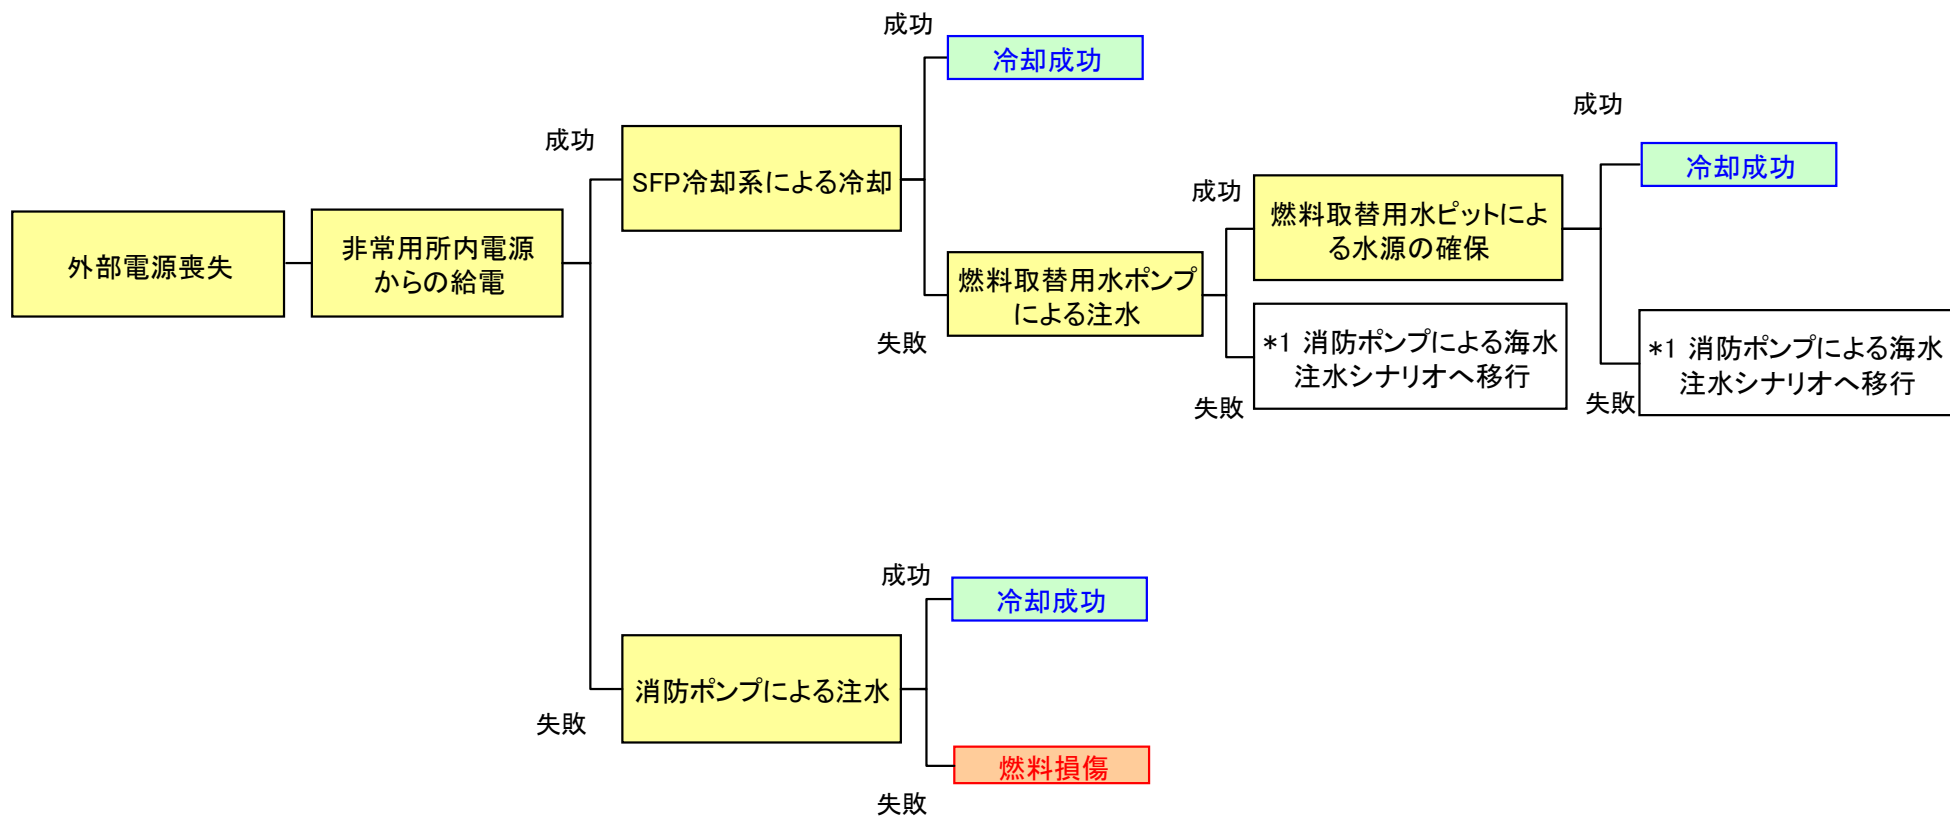 外部電源喪失
非常用所内電源
からの給電
成功
SFP冷却系による冷却
成功
冷却成功
失敗
燃料取替用水ポンプ
による注水
成功
燃料取替用水ピットによ
る水源の確保
成功
冷却成功
失敗
*1 消防ポンプによる海水
注水シナリオへ移行
失敗
*1 消防ポンプによる海水
注水シナリオへ移行
失敗
消防ポンプによる注水
成功
冷却成功
失敗
燃料損傷